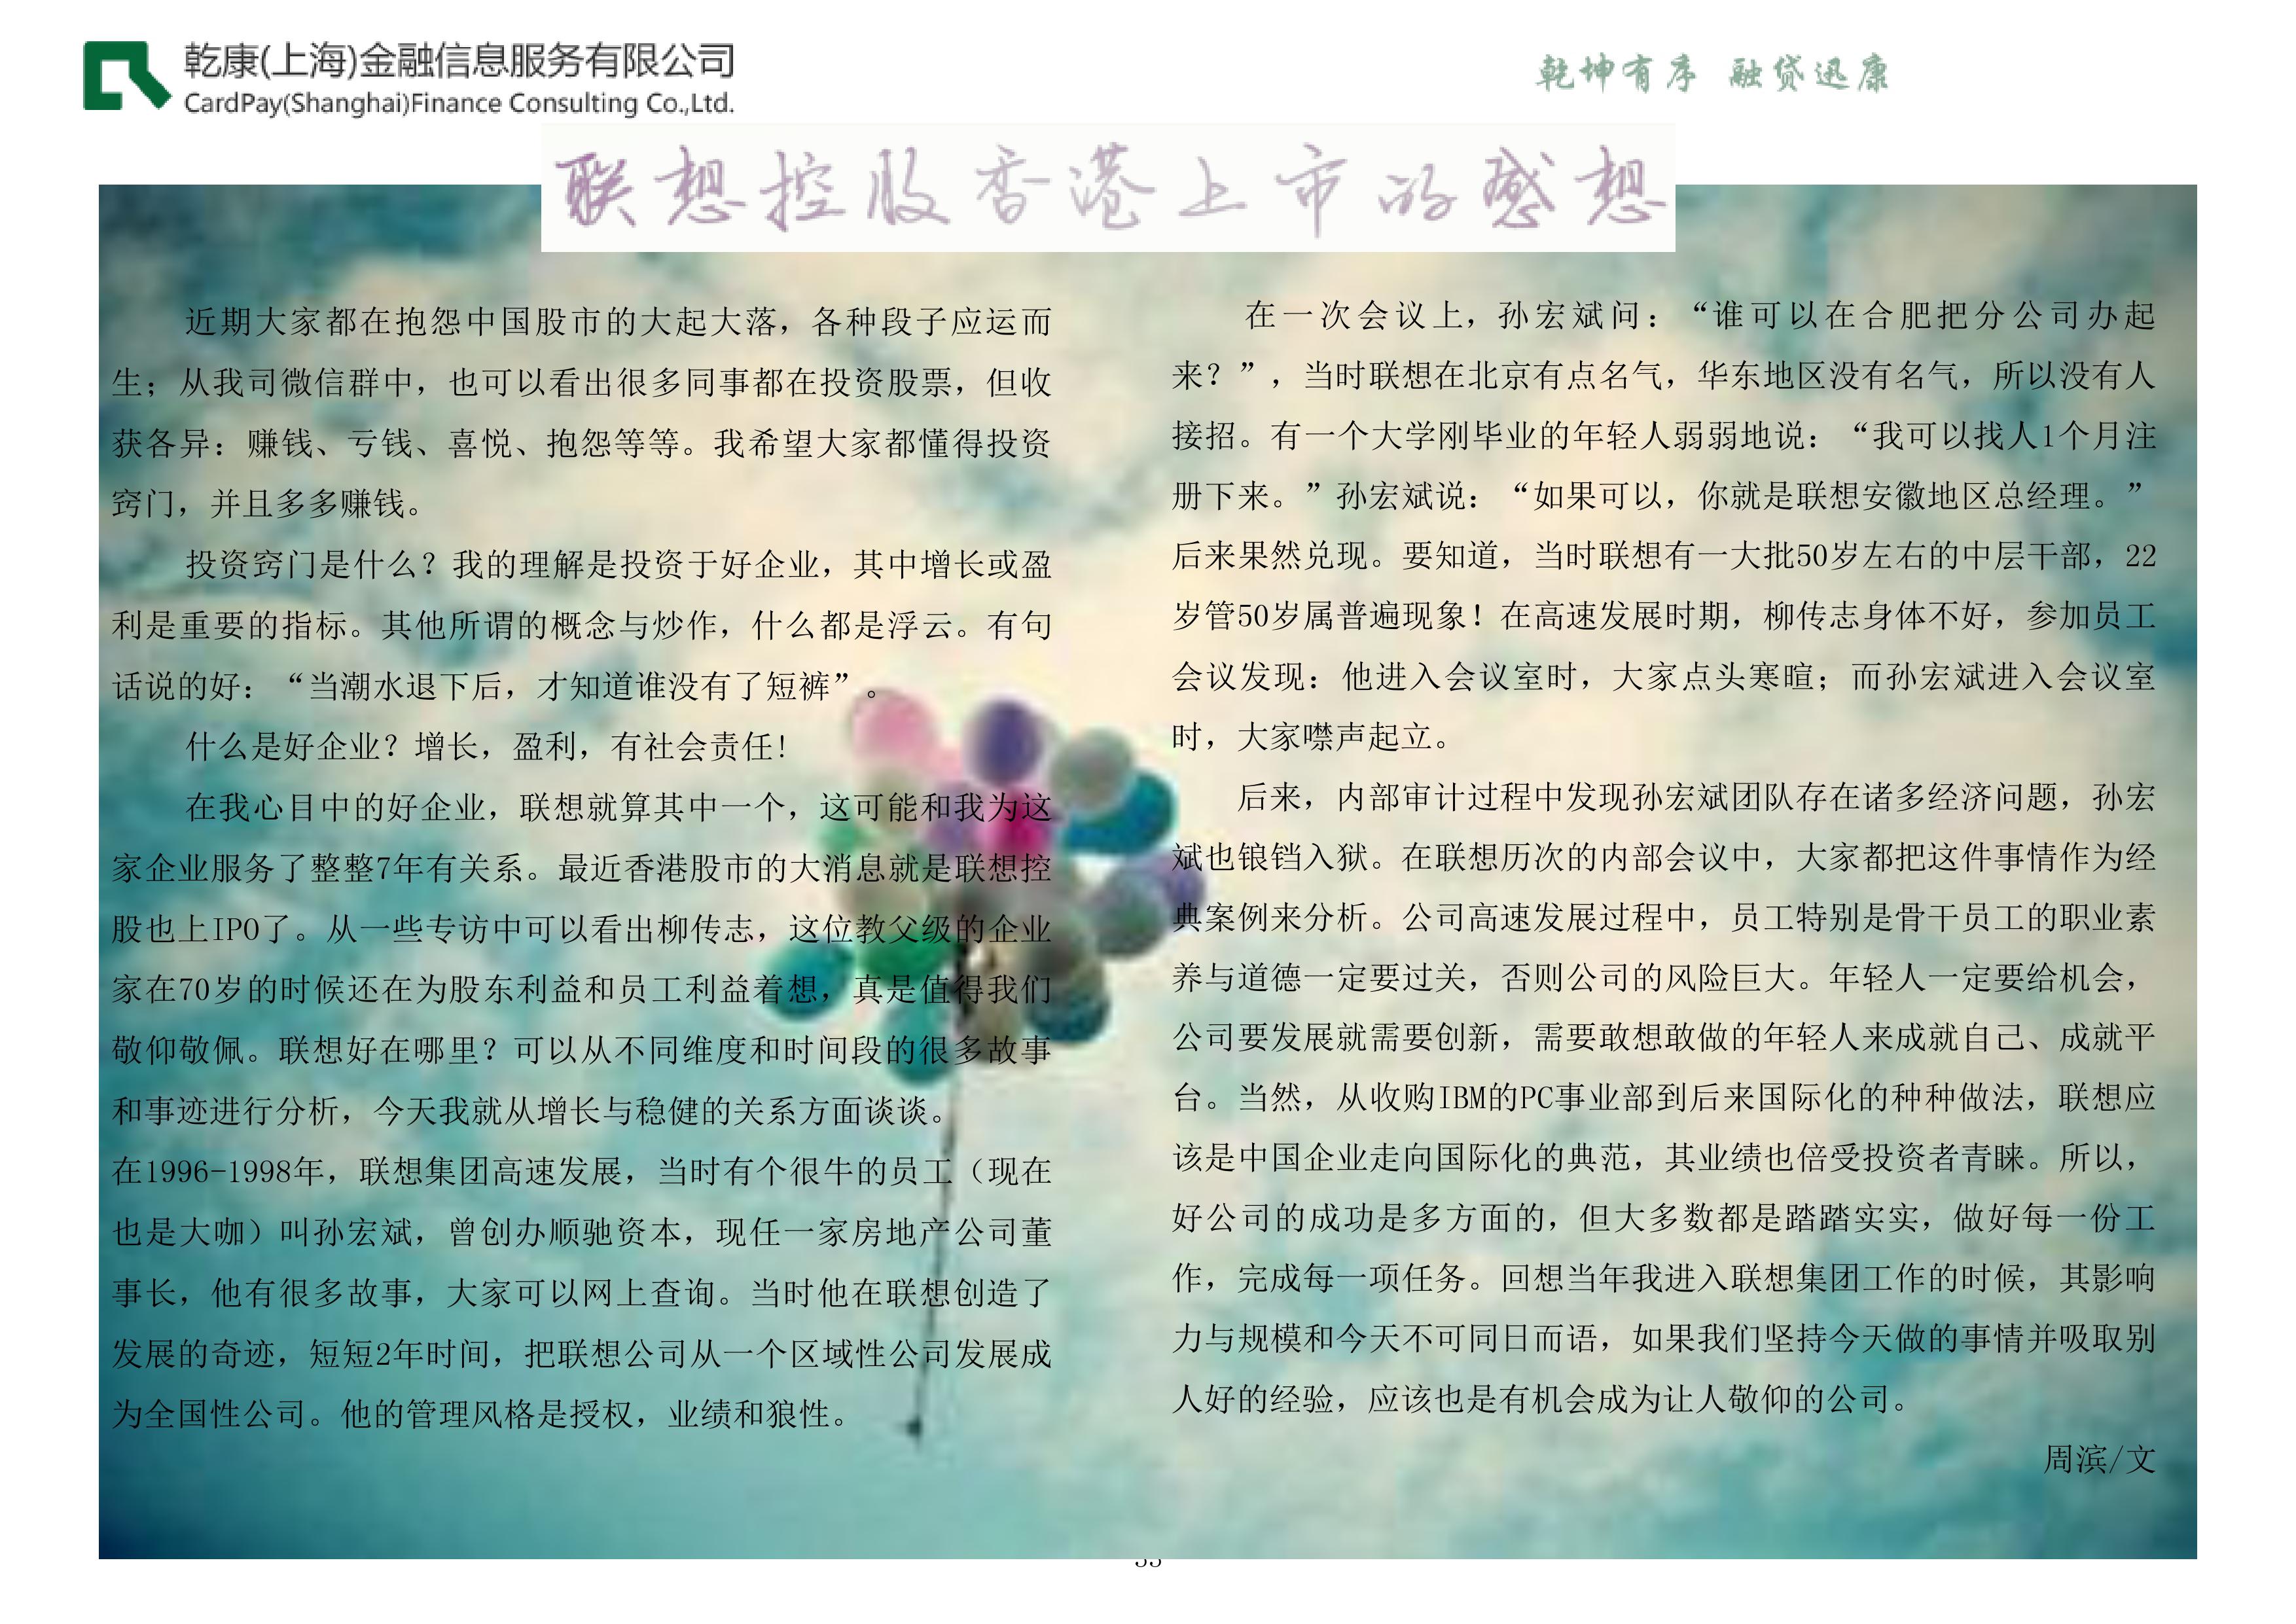 乾康(上海)金融信息服务有限公司
CardPay(Shanghai)Finance Consulting Co.,Ltd.
乾坤有序 融贷迅康
联想控股香港上市的感想
近期大家都在抱怨中国股市的大起大落，各种段子应运而
生；从我司微信群中，也可以看出很多同事都在投资股票，但收
获各异：赚钱、亏钱、喜悦、抱怨等等。我希望大家都懂得投资
窍门，并且多多赚钱。
投资窍门是什么？我的理解是投资于好企业，其中增长或盈
利是重要的指标。其他所谓的概念与炒作，什么都是浮云。有句
话说的好：“当潮水退下后，才知道谁没有了短裤”。
什么是好企业？增长，盈利，有社会责任！
在我心目中的好企业，联想就算其中一个，这可能和我为这
家企业服务了整整7年有关系。最近香港股市的大消息就是联想控
股也上IPO了。从一些专访中可以看出柳传志，这位教父级的企业
家在70岁的时候还在为股东利益和员工利益着想，真是值得我们
敬仰敬佩。联想好在哪里？可以从不同维度和时间段的很多故事
和事迹进行分析，今天我就从增长与稳健的关系方面谈谈。
在1996-1998年，联想集团高速发展，当时有个很牛的员工（现在
也是大咖）叫孙宏斌，曾创办顺驰资本，现任一家房地产公司董
事长，他有很多故事，大家可以网上查询。当时他在联想创造了
发展的奇迹，短短2年时间，把联想公司从一个区域性公司发展成
为全国性公司。他的管理风格是授权，业绩和狼性。
在一次会议上，孙宏斌问：“谁可以在合肥把分公司办起
来？”，当时联想在北京有点名气，华东地区没有名气，所以没有人
接招。有一个大学刚毕业的年轻人弱弱地说：“我可以找人1个月注
册下来。”孙宏斌说：“如果可以，你就是联想安徽地区总经理。”
后来果然兑现。要知道，当时联想有一大批50岁左右的中层干部，22
岁管50岁属普遍现象！在高速发展时期，柳传志身体不好，参加员工
会议发现：他进入会议室时，大家点头寒暄；而孙宏斌进入会议室
时，大家噤声起立。
后来，内部审计过程中发现孙宏斌团队存在诸多经济问题，孙宏
斌也锒铛入狱。在联想历次的内部会议中，大家都把这件事情作为经
典案例来分析。公司高速发展过程中，员工特别是骨干员工的职业素
养与道德一定要过关，否则公司的风险巨大。年轻人一定要给机会，
公司要发展就需要创新，需要敢想敢做的年轻人来成就自己、成就平
台。当然，从收购IBM的PC事业部到后来国际化的种种做法，联想应
该是中国企业走向国际化的典范，其业绩也倍受投资者青睐。所以，
好公司的成功是多方面的，但大多数都是踏踏实实，做好每一份工
作，完成每一项任务。回想当年我进入联想集团工作的时候，其影响
力与规模和今天不可同日而语，如果我们坚持今天做的事情并吸取别
人好的经验，应该也是有机会成为让人敬仰的公司。
周滨/文